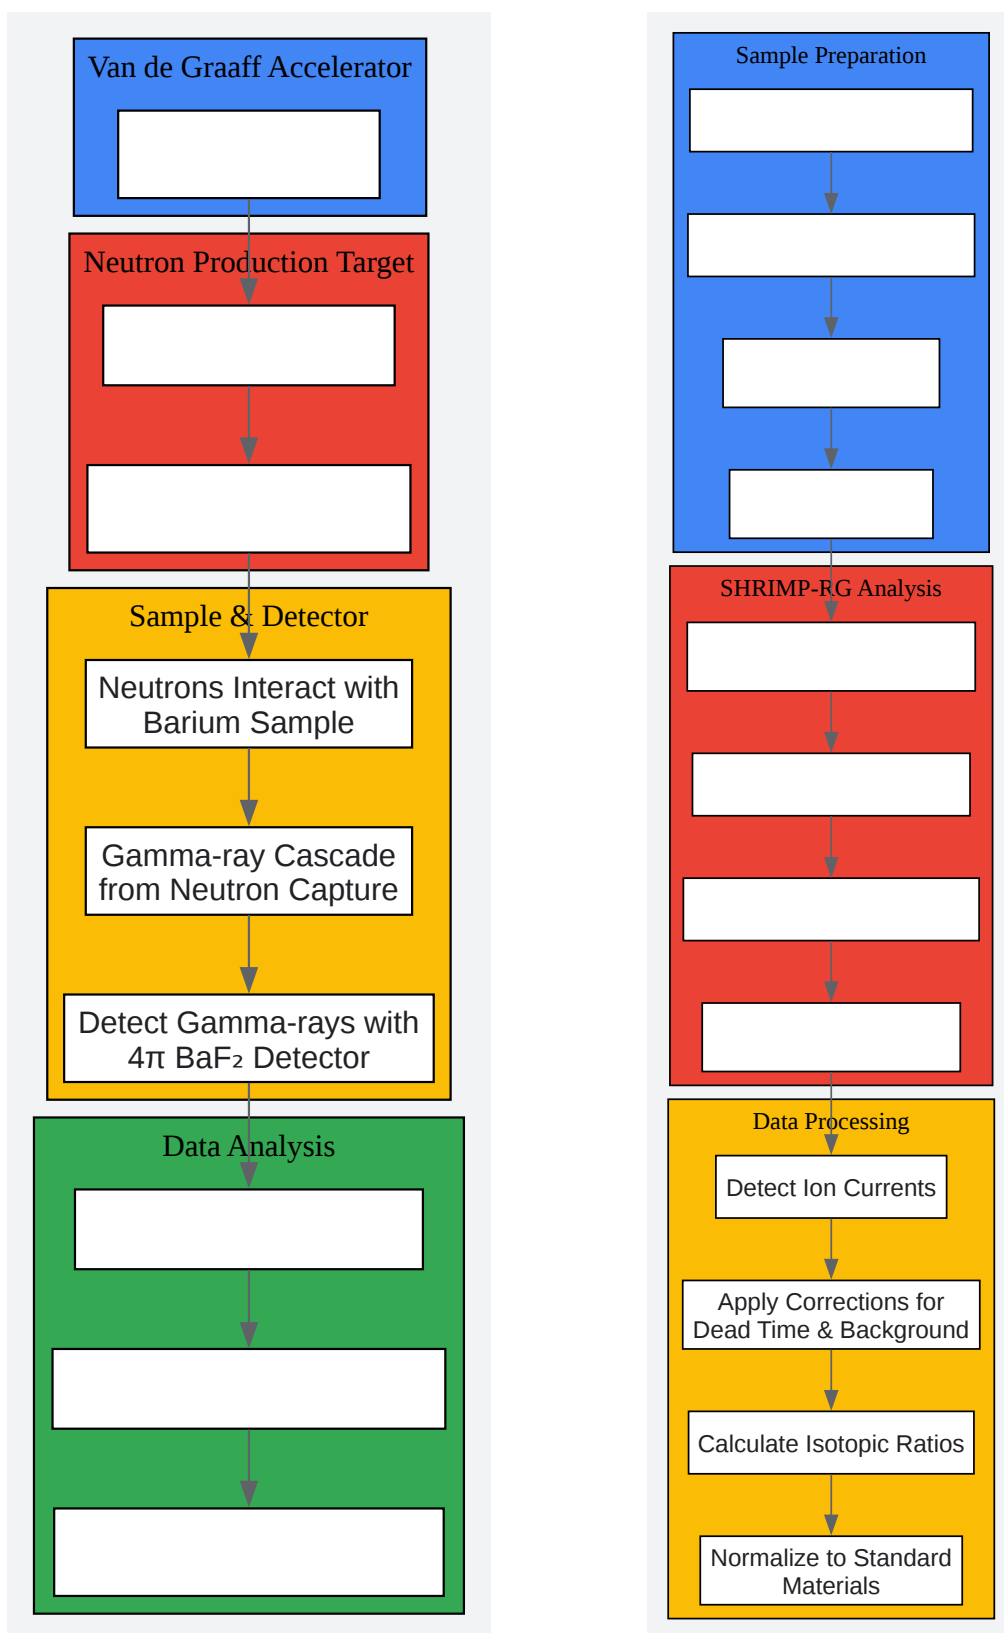 Van de Graaff Accelerator
Neutron Production Target
Sample & Detector
Neutrons Interact with
Barium Sample
Gamma-ray Cascade
from Neutron Capture
Detect Gamma-rays with
4π BaF₂ Detector
Data Analysis
Sample Preparation
SHRIMP-RG Analysis
Data Processing
Detect Ion Currents
Apply Corrections for
Dead Time & Background
Calculate Isotopic Ratios
Normalize to Standard
Materials